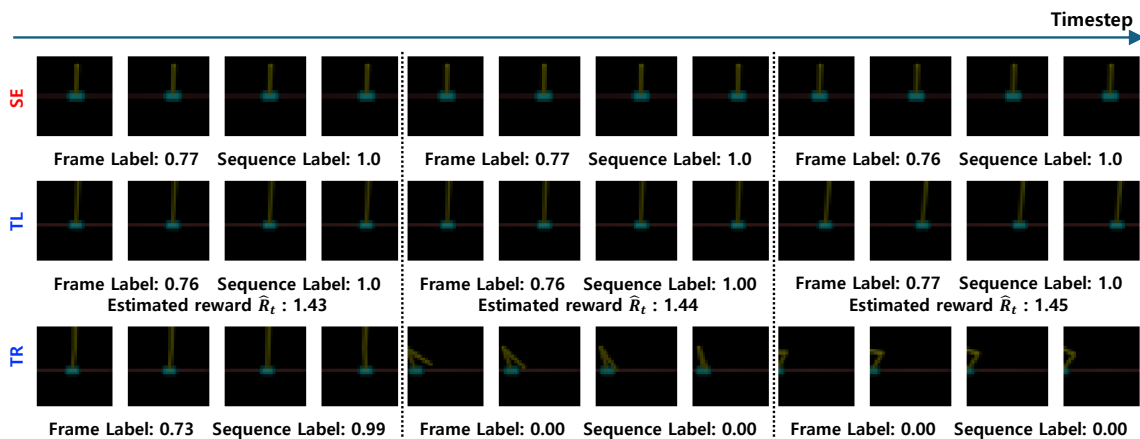 Timestep
SE
Frame Label: 0.77 Sequence Label: 1.0 Frame Label: 0.77 Sequence Label: 1.0 Frame Label: 0.76 Sequence Label: 1.0
TL
Frame Label: 0.76 Sequence Label: 1.0 Frame Label: 0.76 Sequence Label: 1.00 Frame Label: 0.77 Sequence Label: 1.0
Estimated reward R̂ₜ : 1.43 Estimated reward R̂ₜ : 1.44 Estimated reward R̂ₜ : 1.45
TR
Frame Label: 0.73 Sequence Label: 0.99 Frame Label: 0.00 Sequence Label: 0.00 Frame Label: 0.00 Sequence Label: 0.00